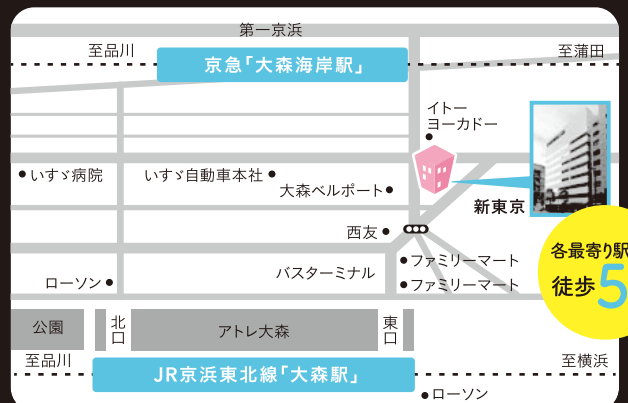 第一京浜
至品川
京急「大森海岸駅」
至蒲田
イトー
ヨーカドー
いすゞ病院
いすゞ自動車本社
大森ベルポート
新東京
西友
ファミリーマート
バスターミナル
ファミリーマート
ローソン
各最寄り駅
徒歩5
公園
北口
アトレ大森
東口
至品川
JR京浜東北線「大森駅」
至横浜
ローソン